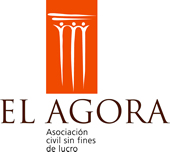 EL AGORA
Asociación
civil sin fines
de lucro